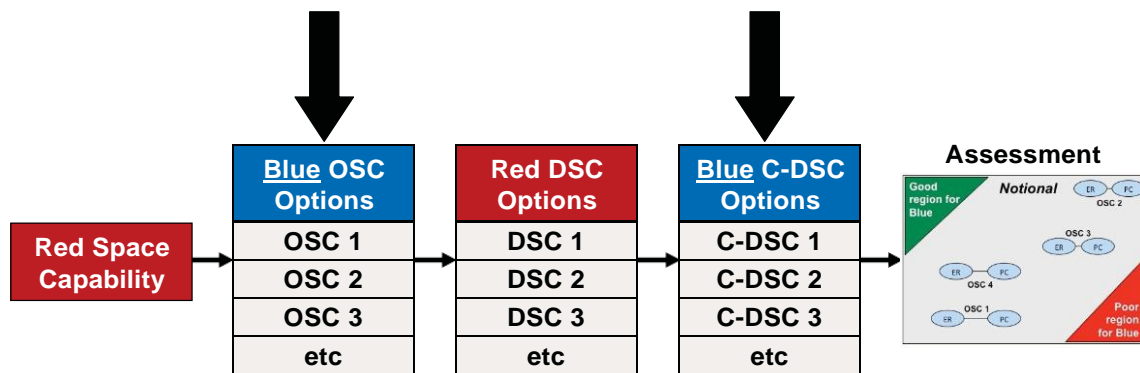 Red Space
Capability
Blue OSC
Options
OSC 1
OSC 2
OSC 3
etc
Red DSC
Options
DSC 1
DSC 2
DSC 3
etc
Blue C-DSC
Options
C-DSC 1
C-DSC 2
C-DSC 3
etc
Assessment
Good
region for
Blue
Notional
ER PC
OSC 2
OSC 3
ER PC
ER PC
OSC 4
OSC 1
ER PC
Poor
region
for Blue